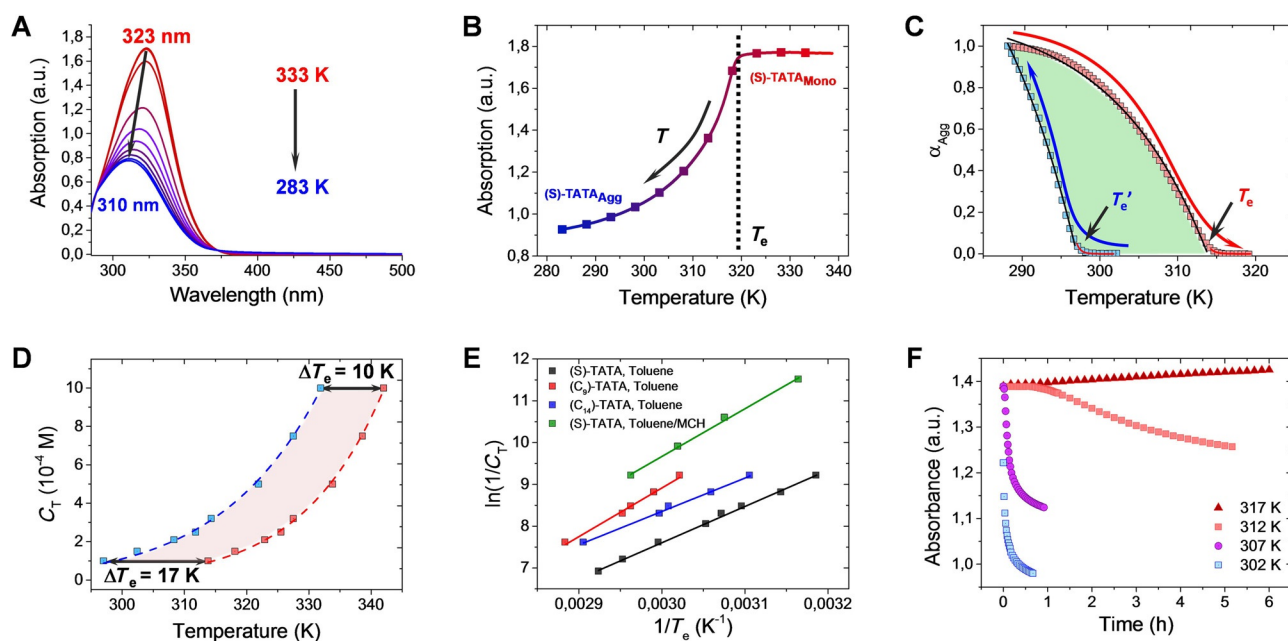 A
323 nm
333 K
283 K
310 nm
Absorption (a.u.)
1,8
1,6
1,4
1,2
1,0
0,8
0,6
0,4
0,2
0,0
300 350 400 450 500
Wavelength (nm)
B
Absorption (a.u.)
1,8
1,6
1,4
1,2
1,0
0,8
(S)-TATAMono
T
(S)-TATAAgg
Te
280 290 300 310 320 330 340
Temperature (K)
C
αAgg
1,0
0,8
0,6
0,4
0,2
0,0
Te'
Te
290 300 310 320
Temperature (K)
D
CT (10-4 M)
10
8
6
4
2
0
ΔTe = 10 K
ΔTe = 17 K
300 310 320 330 340
Temperature (K)
E
ln(1/CT)
12
11
10
9
8
7
(S)-TATA, Toluene
(C9)-TATA, Toluene
(C14)-TATA, Toluene
(S)-TATA, Toluene/MCH
0,0029 0,0030 0,0031 0,0032
1/Te (K-1)
F
Absorbance (a.u.)
1,4
1,3
1,2
1,1
1,0
317 K
312 K
307 K
302 K
0 1 2 3 4 5 6
Time (h)